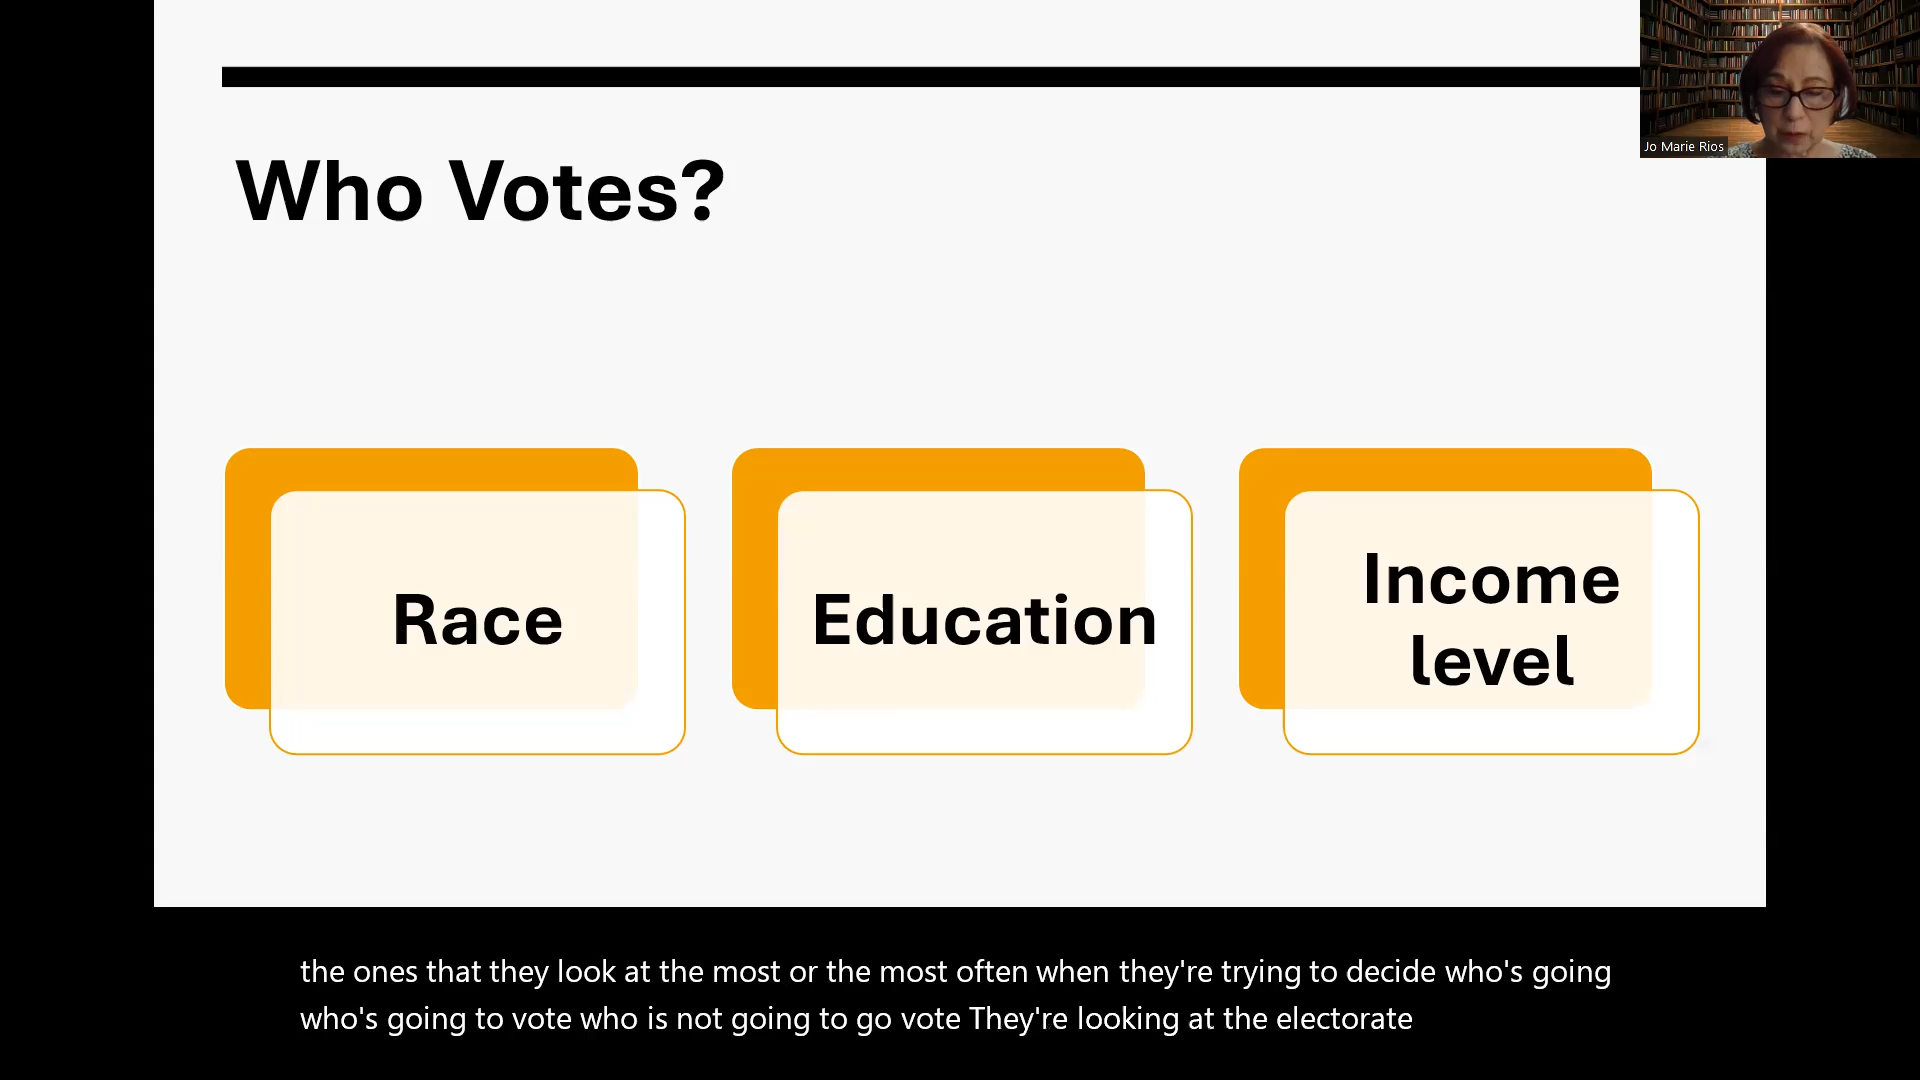 Jo Marie Rios
Who Votes?
Race
Education
Income
level
the ones that they look at the most or the most often when they're trying to decide who's going
who's going to vote who is not going to go vote They're looking at the electorate